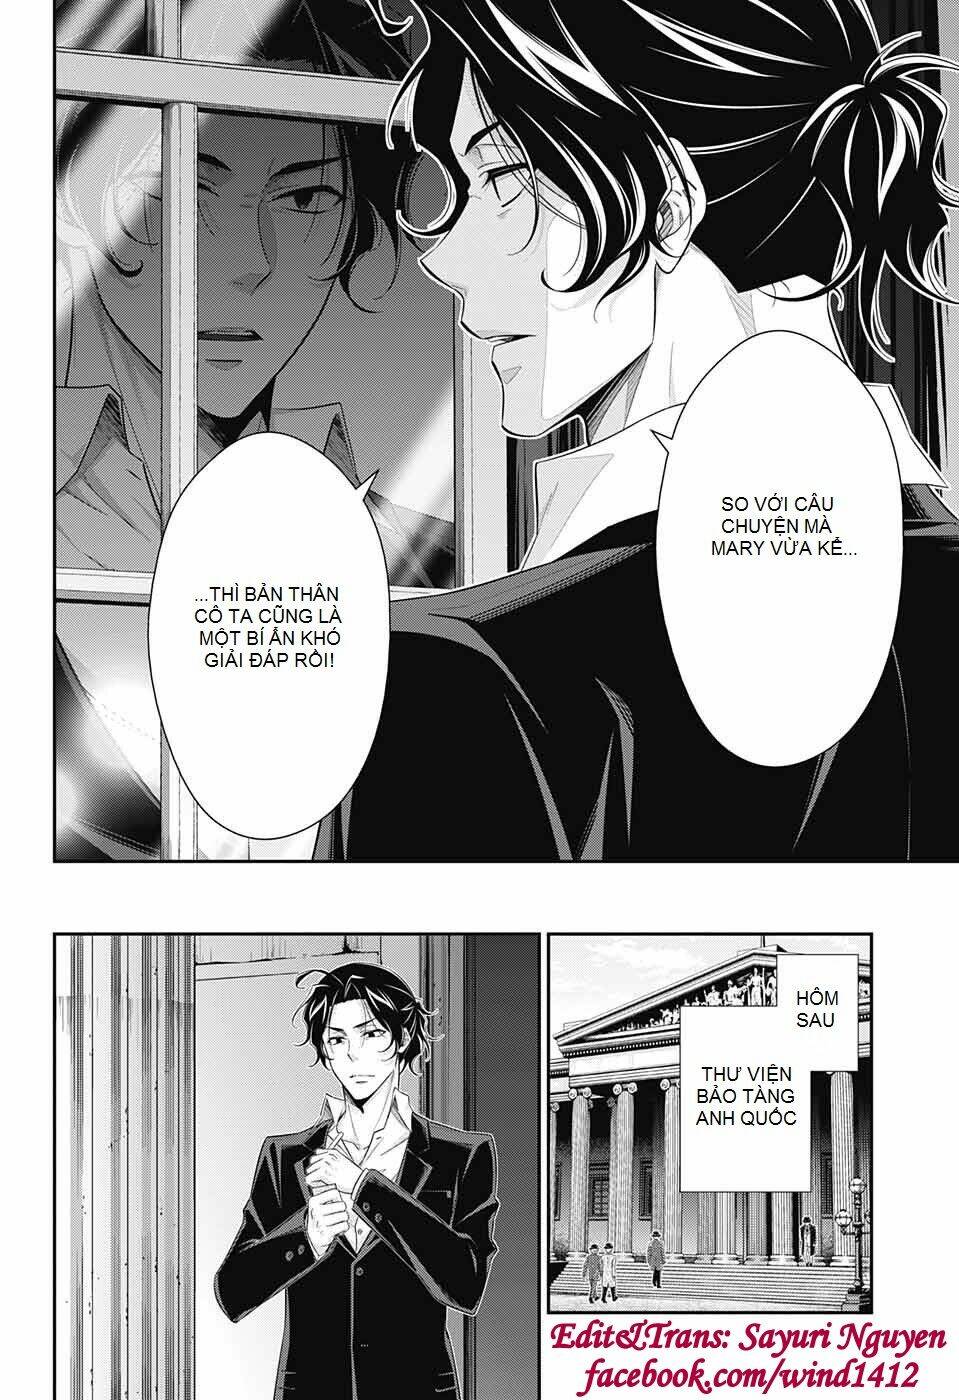 SO VỚI CÂU
CHUYỆN MÀ
MARY VỪA KỂ...
...THÌ BẢN THÂN
CÔ TA CŨNG LÀ
MỘT BÍ ẨN KHÓ
GIẢI ĐÁP RỒI!
HÔM
SAU
THƯ VIỆN
BẢO TÀNG
ANH QUỐC
Edit&Trans: Sayuri Nguyen
facebook.com/wind1412